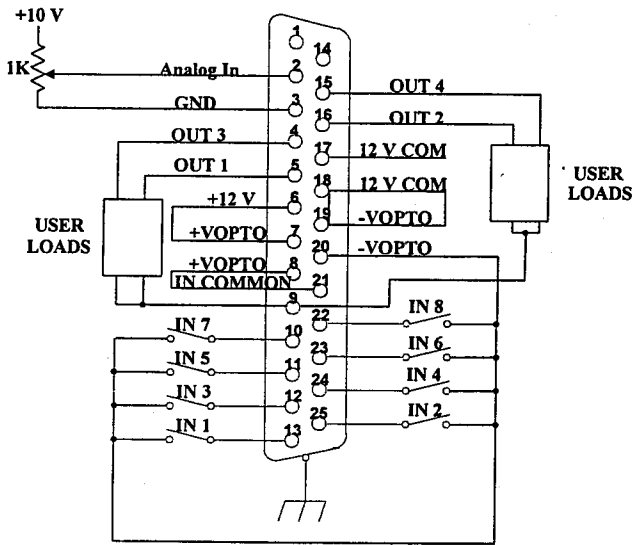 +10 V
1
14
1K
Analog In
2
15
OUT 4
GND
3
16
OUT 2
OUT 3
4
17
12 V COM
OUT 1
5
18
12 V COM
USER
LOADS
+12 V
6
19
-VOPTO
+VOPTO
7
20
-VOPTO
+VOPTO
8
IN COMMON
21
9
USER
LOADS
22
IN 8
IN 7
10
23
IN 6
IN 5
11
24
IN 4
IN 3
12
25
IN 2
IN 1
13